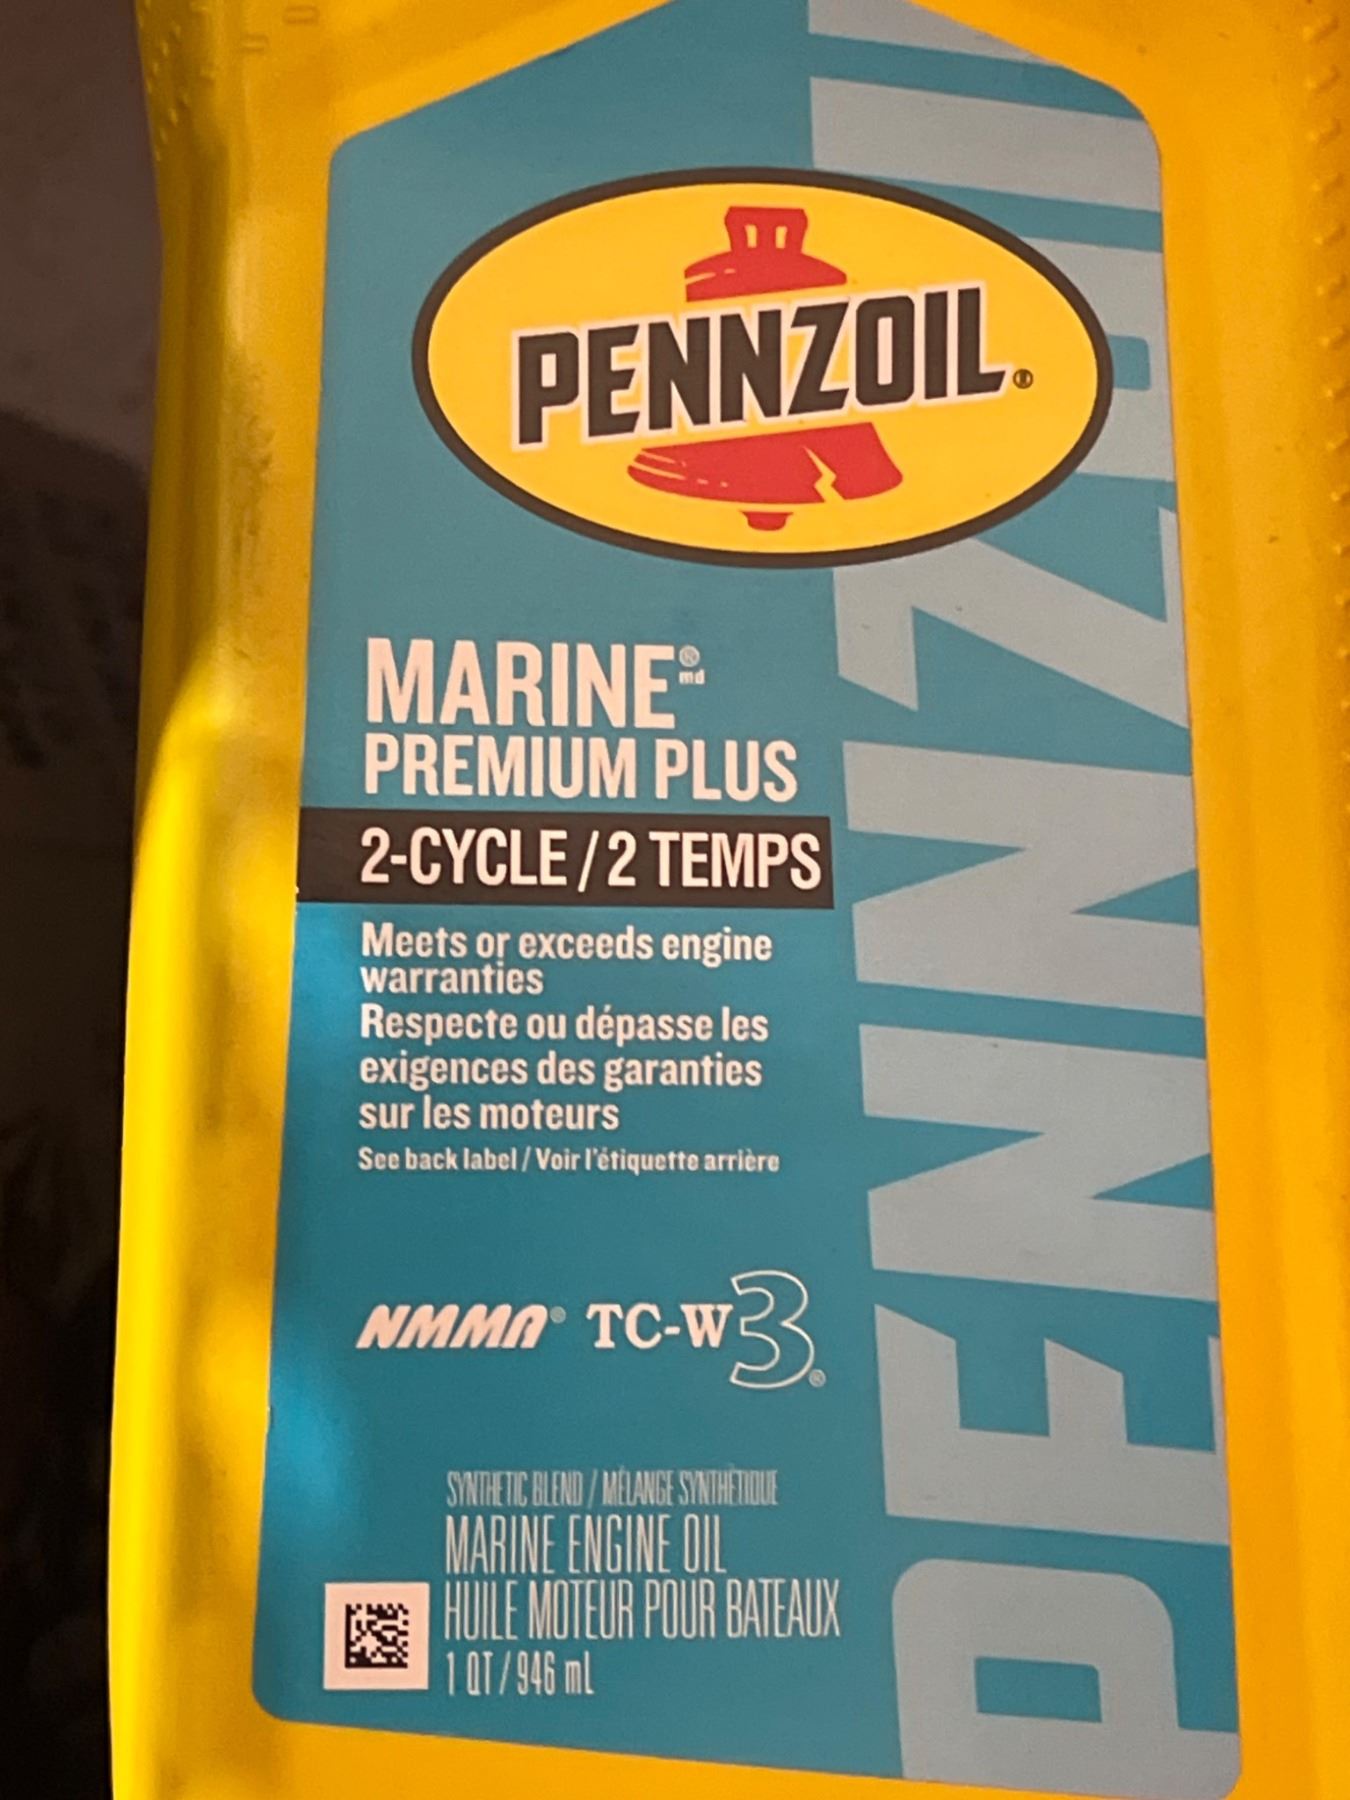 PENNZOIL®
MARINE®
md
PREMIUM PLUS
2-CYCLE / 2 TEMPS
Meets or exceeds engine
warranties
Respecte ou dépasse les
exigences des garanties
sur les moteurs
See back label / Voir l'étiquette arrière
NMMA® TC-W3®
SYNTHETIC BLEND / MÉLANGE SYNTHÉTIQUE
MARINE ENGINE OIL
HUILE MOTEUR POUR BATEAUX
1 QT / 946 mL
PENNZOIL